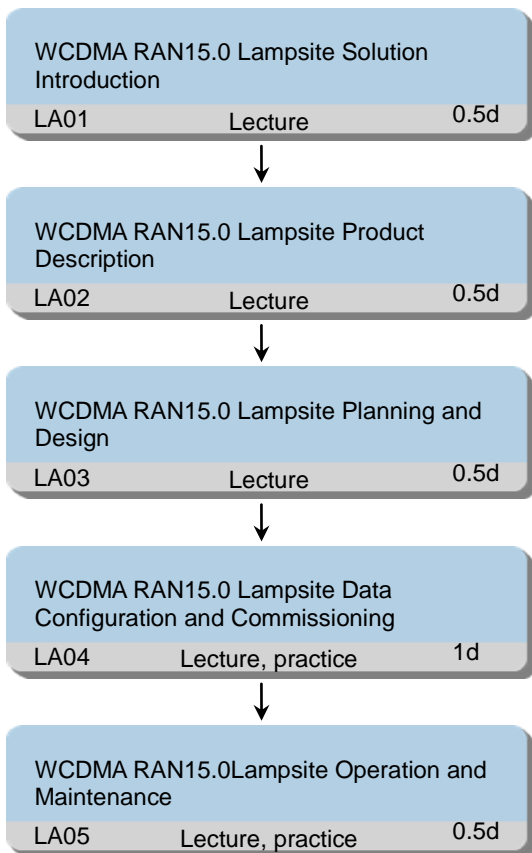 WCDMA RAN15.0 Lampsite Solution
Introduction
LA01 Lecture 0.5d
WCDMA RAN15.0 Lampsite Product
Description
LA02 Lecture 0.5d
WCDMA RAN15.0 Lampsite Planning and
Design
LA03 Lecture 0.5d
WCDMA RAN15.0 Lampsite Data
Configuration and Commissioning
LA04 Lecture, practice 1d
WCDMA RAN15.0Lampsite Operation and
Maintenance
LA05 Lecture, practice 0.5d